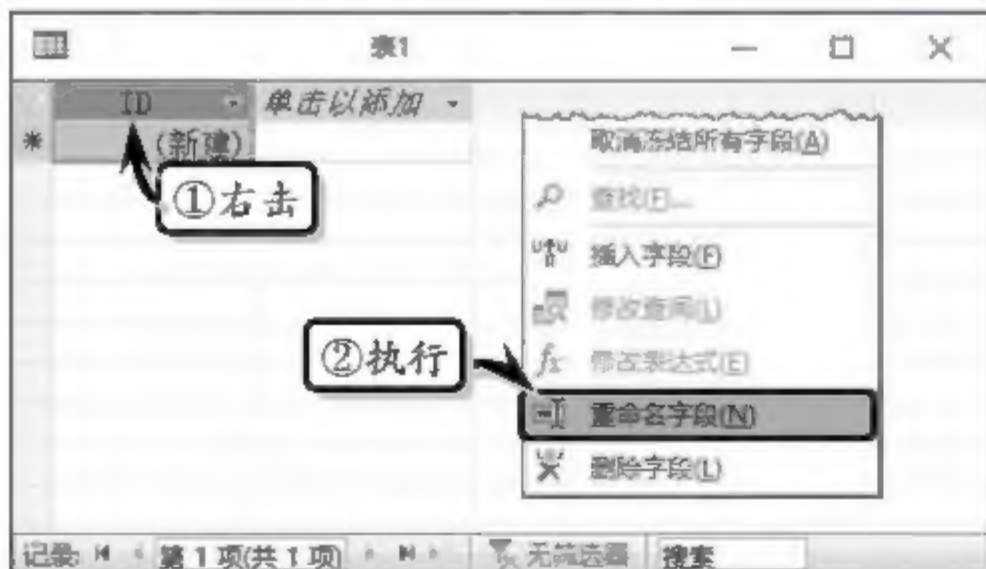 表1
ID 单击以添加
* (新建)
①右击
取消冻结所有字段(A)
查找(F)...
插入字段(F)
修改查阅(L)
②执行
fx 修改表达式(E)
重命名字段(N)
删除字段(L)
记录: 第 1 项(共 1 项) 无筛选器 搜索